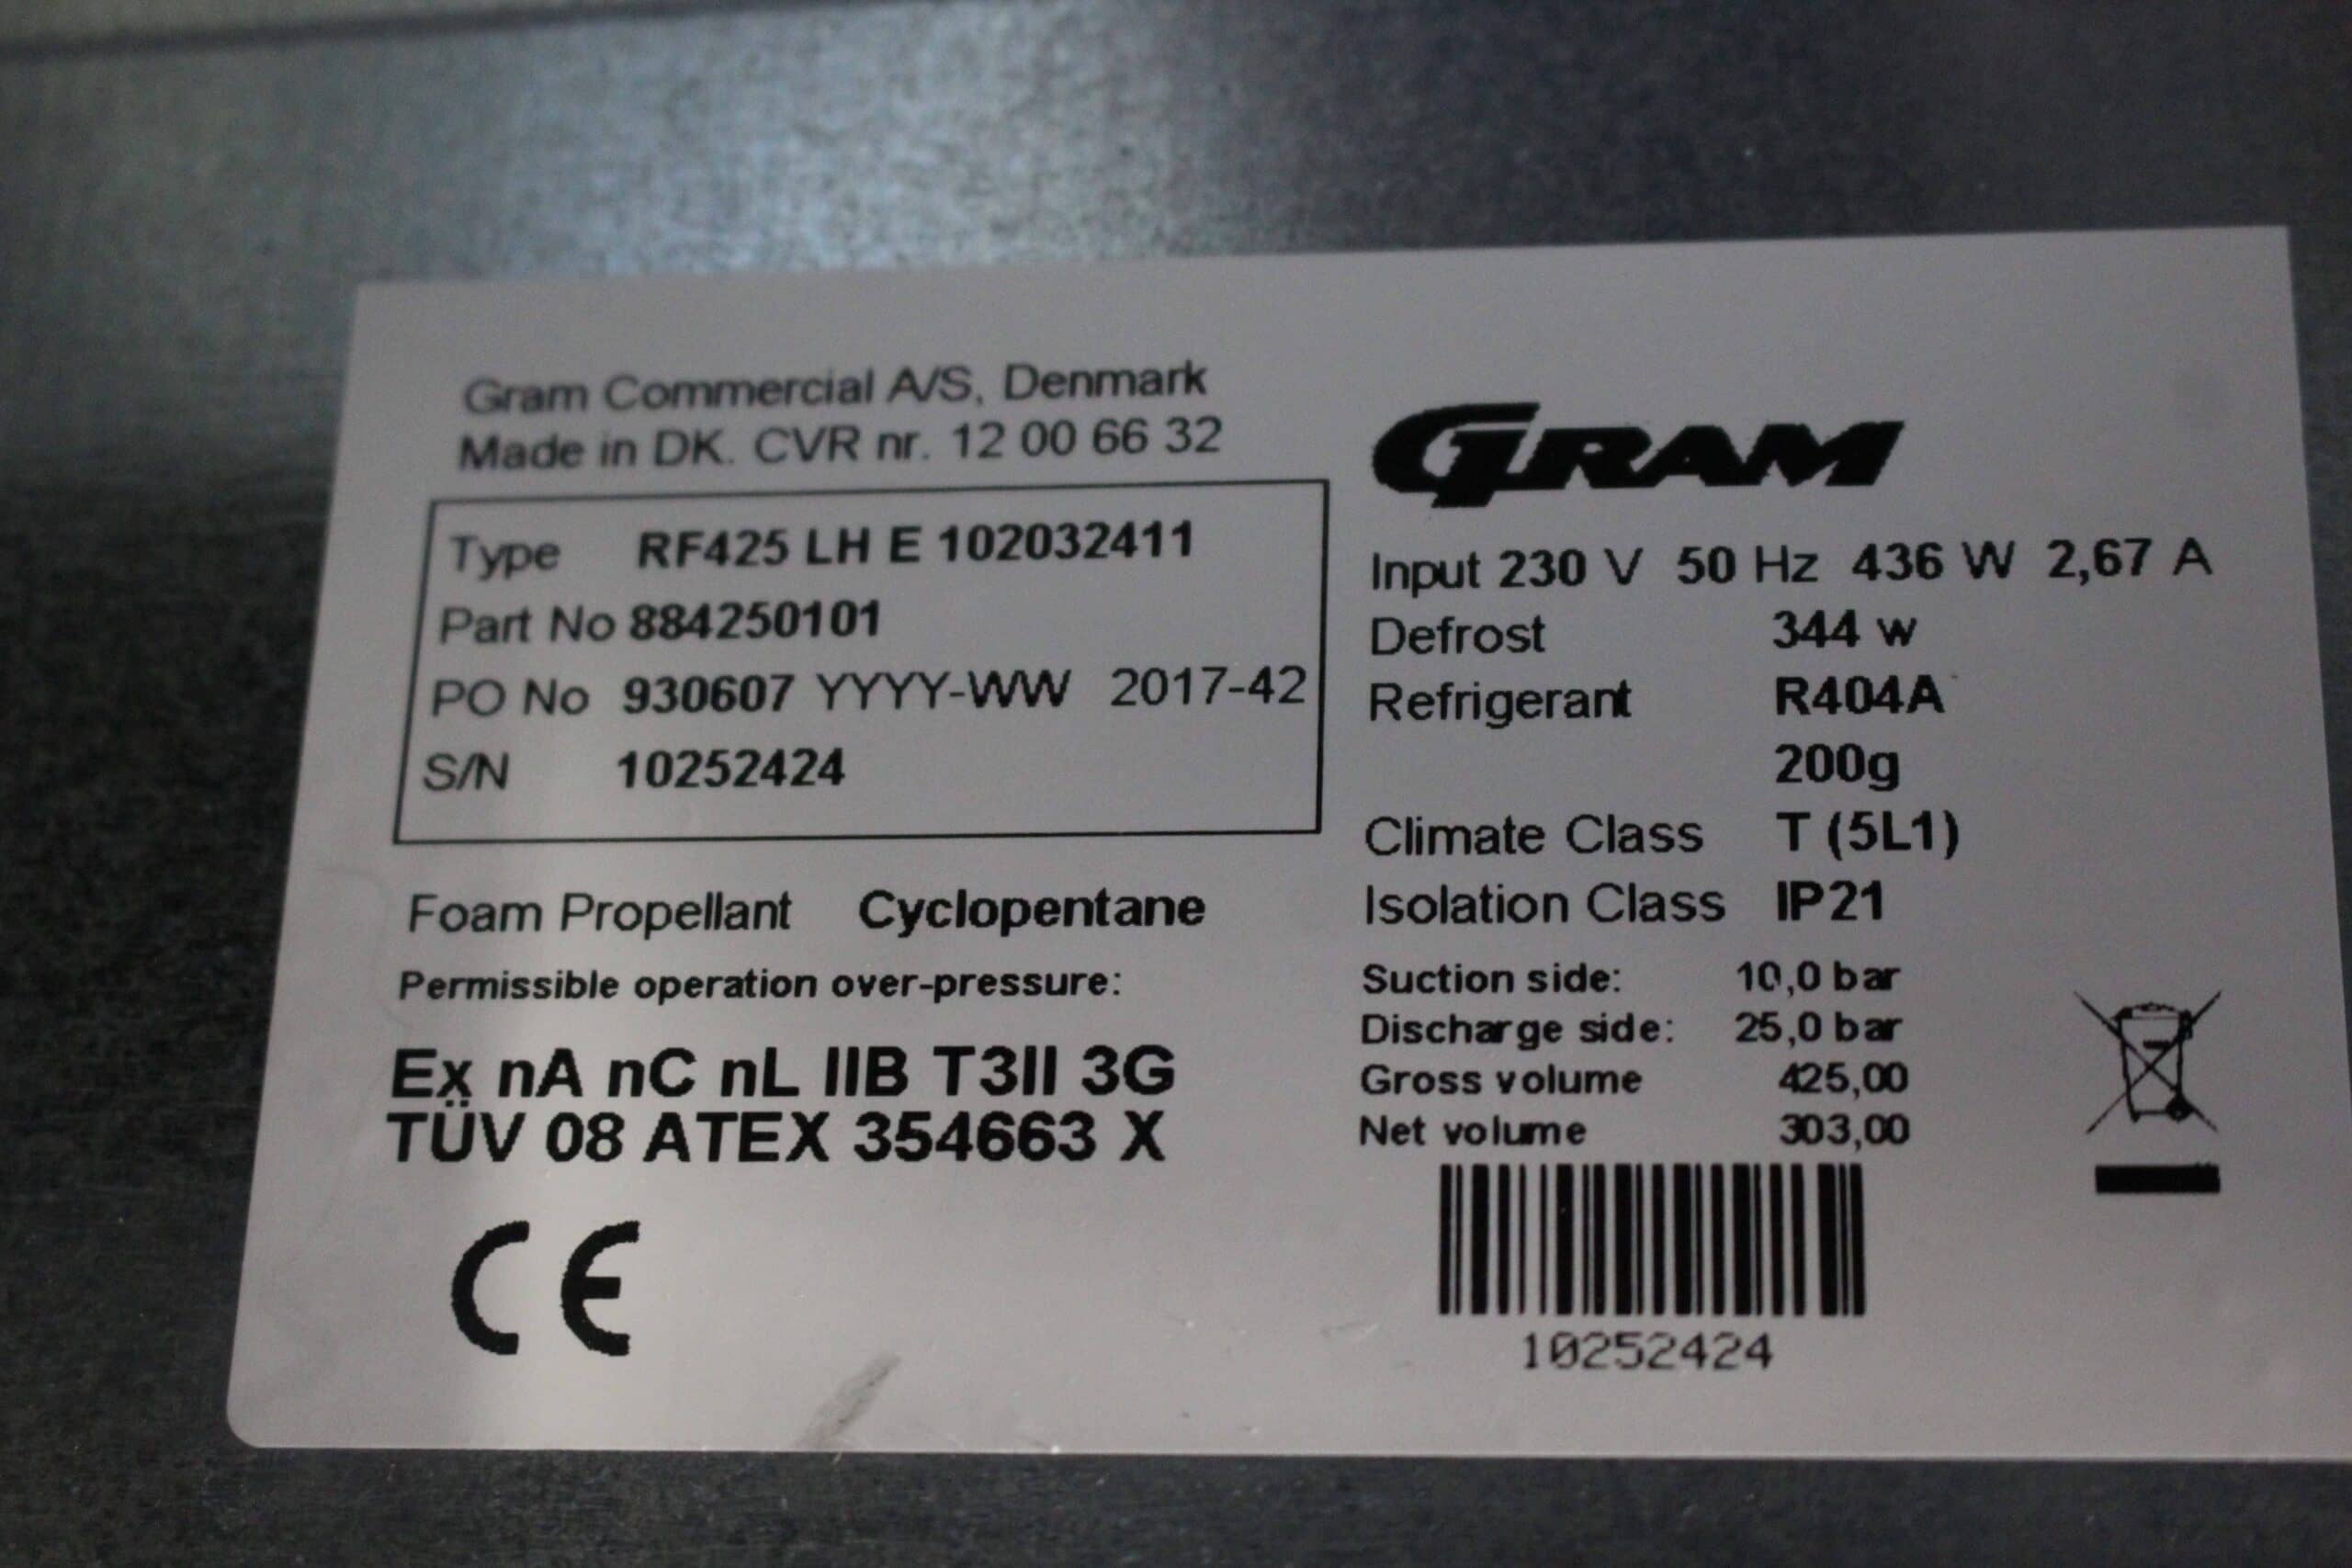 Gram Commercial A/S, Denmark
Made in DK. CVR nr. 12 00 66 32
Type RF425 LH E 102032411
Part No 884250101
PO No 930607 YYYY-WW 2017-42
S/N 10252424
Foam Propellant Cyclopentane
Permissible operation over-pressure:
Ex nA nC nL IIB T3II 3G
TÜV 08 ATEX 354663 X
CE
GRAM
Input 230 V 50 Hz 436 W 2,67 A
Defrost 344 w
Refrigerant R404A
200g
Climate Class T (5L1)
Isolation Class IP21
Suction side: 10,0 bar
Discharge side: 25,0 bar
Gross volume 425,00
Net volume 303,00
10252424